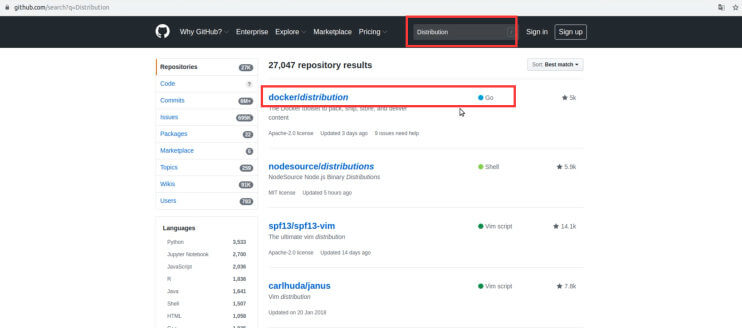 github.com/search?q=Distribution
Why GitHub? Enterprise Explore Marketplace Pricing Distribution / Sign in Sign up
Repositories 27K
Code ?
Commits 6M+
Issues 695K
Packages 22
Marketplace
Topics 259
Wikis 91K
Users 793
Languages
Python 3,533
Jupyter Notebook 2,700
JavaScript 2,036
R 1,836
Java 1,641
Shell 1,507
HTML 1,058
27,047 repository results Sort: Best match
docker/distribution Go 5k
The Docker toolset to pack, ship, store, and deliver
content
Apache-2.0 license Updated 3 days ago 9 issues need help
nodesource/distributions Shell 5.9k
NodeSource Node.js Binary Distributions
MIT license Updated 5 hours ago
spf13/spf13-vim Vim script 14.1k
The ultimate vim distribution
Apache-2.0 license Updated 14 days ago
carlhuda/janus Vim script 7.8k
Vim distribution
Updated on 20 Jan 2018